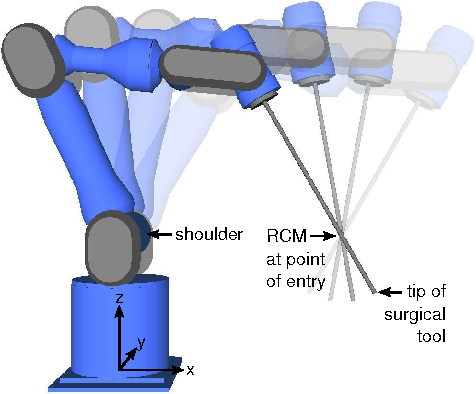 shoulder
RCM
at point
of entry
tip of
surgical
tool
z
y
x